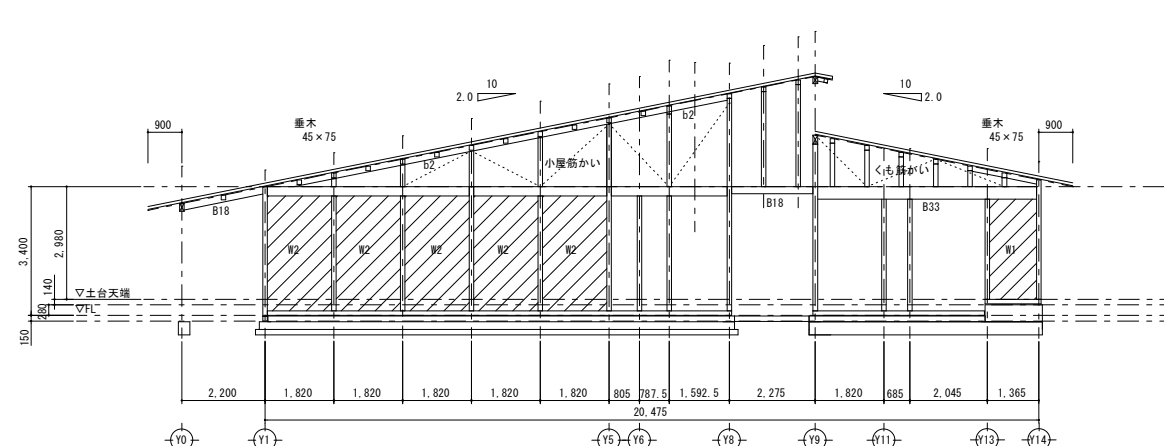 10
2.0
10
2.0
垂木
45×75
垂木
45×75
900
900
b2
b2
小屋筋かい
くも筋がい
B18
B18
B33
W2
W2
W2
W2
W2
W1
3,400
2,980
140
280
150
▽土台天端
▽FL
2,200
1,820
1,820
1,820
1,820
1,820
805
787.5
1,592.5
2,275
1,820
685
2,045
1,365
20,475
Y0
Y1
Y5
Y6
Y8
Y9
Y11
Y13
Y14